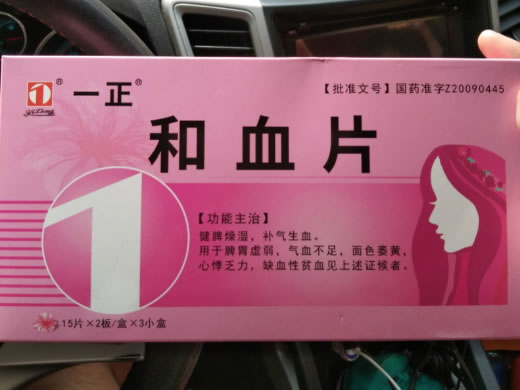 一正®
【批准文号】国药准字Z20090445
和血片
【功能主治】
健脾燥湿，补气生血。
用于脾胃虚弱，气血不足，面色萎黄，
心悸乏力，缺血性贫血见上述证候者。
15片×2板/盒×3小盒